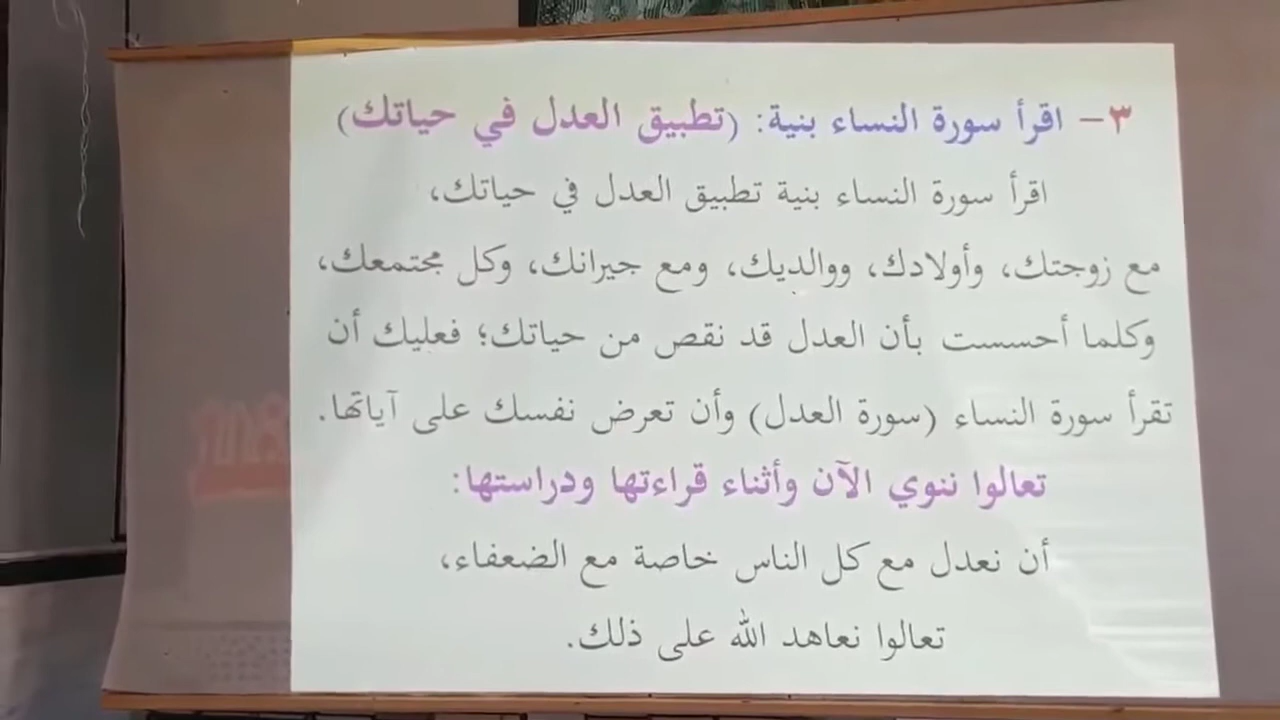 ٣- اقرأ سورة النساء بنية: (تطبيق العدل في حياتك)
اقرأ سورة النساء بنية تطبيق العدل في حياتك،
مع زوجتك، وأولادك، ووالديك، ومع جيرانك، وكل مجتمعك،
وكلما أحسست بأن العدل قد نقص من حياتك؛ فعليك أن
تقرأ سورة النساء (سورة العدل) وأن تعرض نفسك على آياتها.
تعالوا ننوي الآن وأثناء قراءتها ودراستها:
أن نعدل مع كل الناس خاصة مع الضعفاء،
تعالوا نعاهد الله على ذلك.